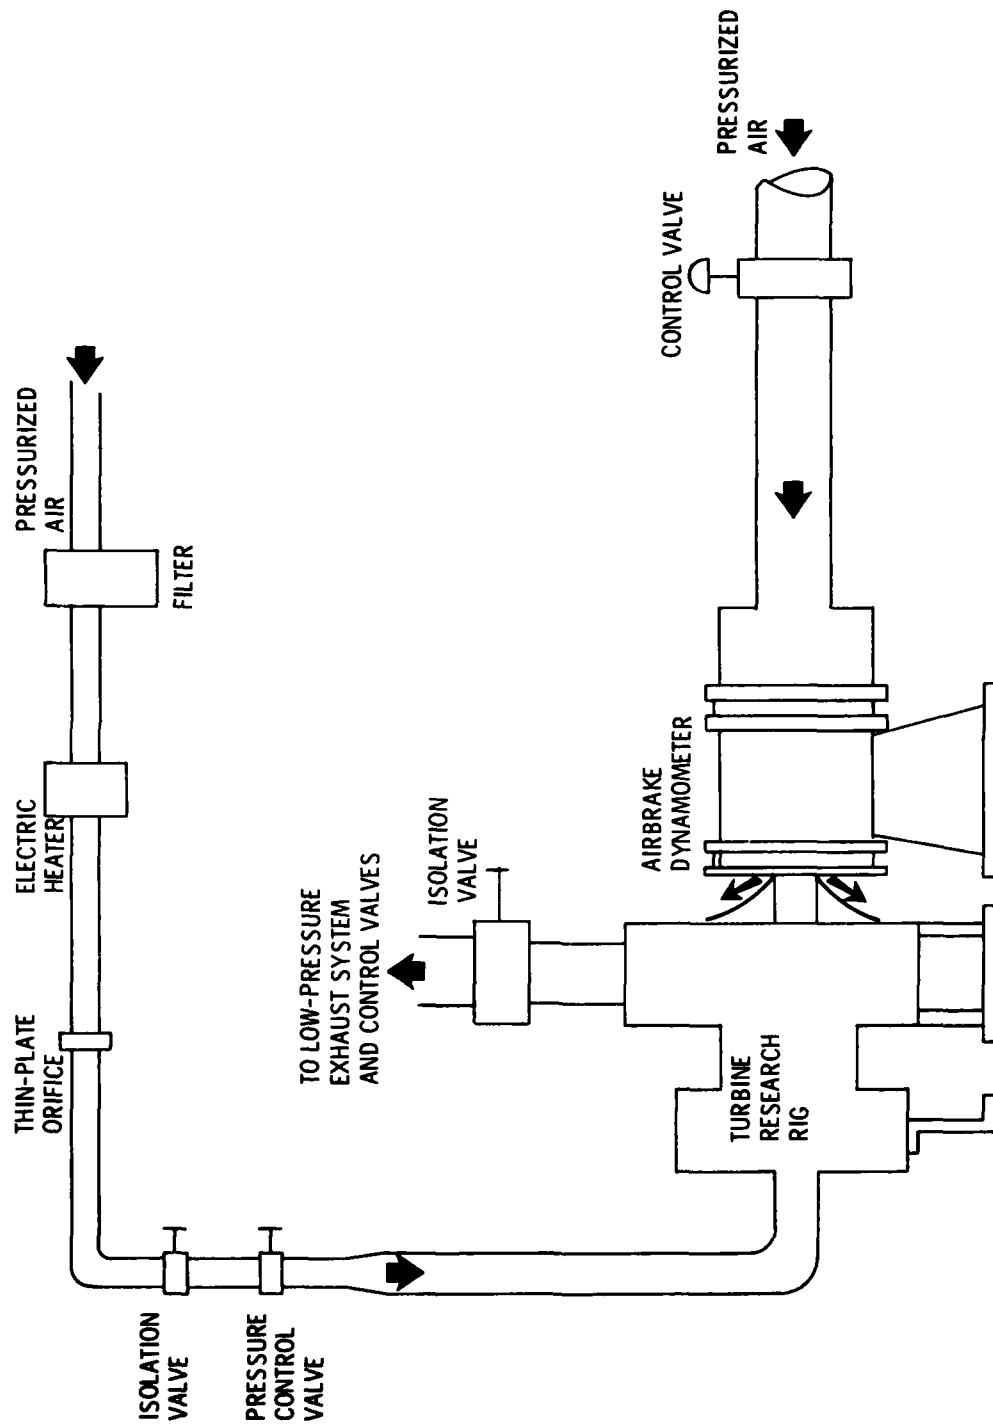 PRESSURIZED
AIR
FILTER
ELECTRIC
HEATER
THIN-PLATE
ORIFICE
ISOLATION
VALVE
PRESSURE
CONTROL
VALVE
TO LOW-PRESSURE
EXHAUST SYSTEM
AND CONTROL VALVES
ISOLATION
VALVE
TURBINE
RESEARCH
RIG
AIRBRAKE
DYNAMOMETER
CONTROL VALVE
PRESSURIZED
AIR